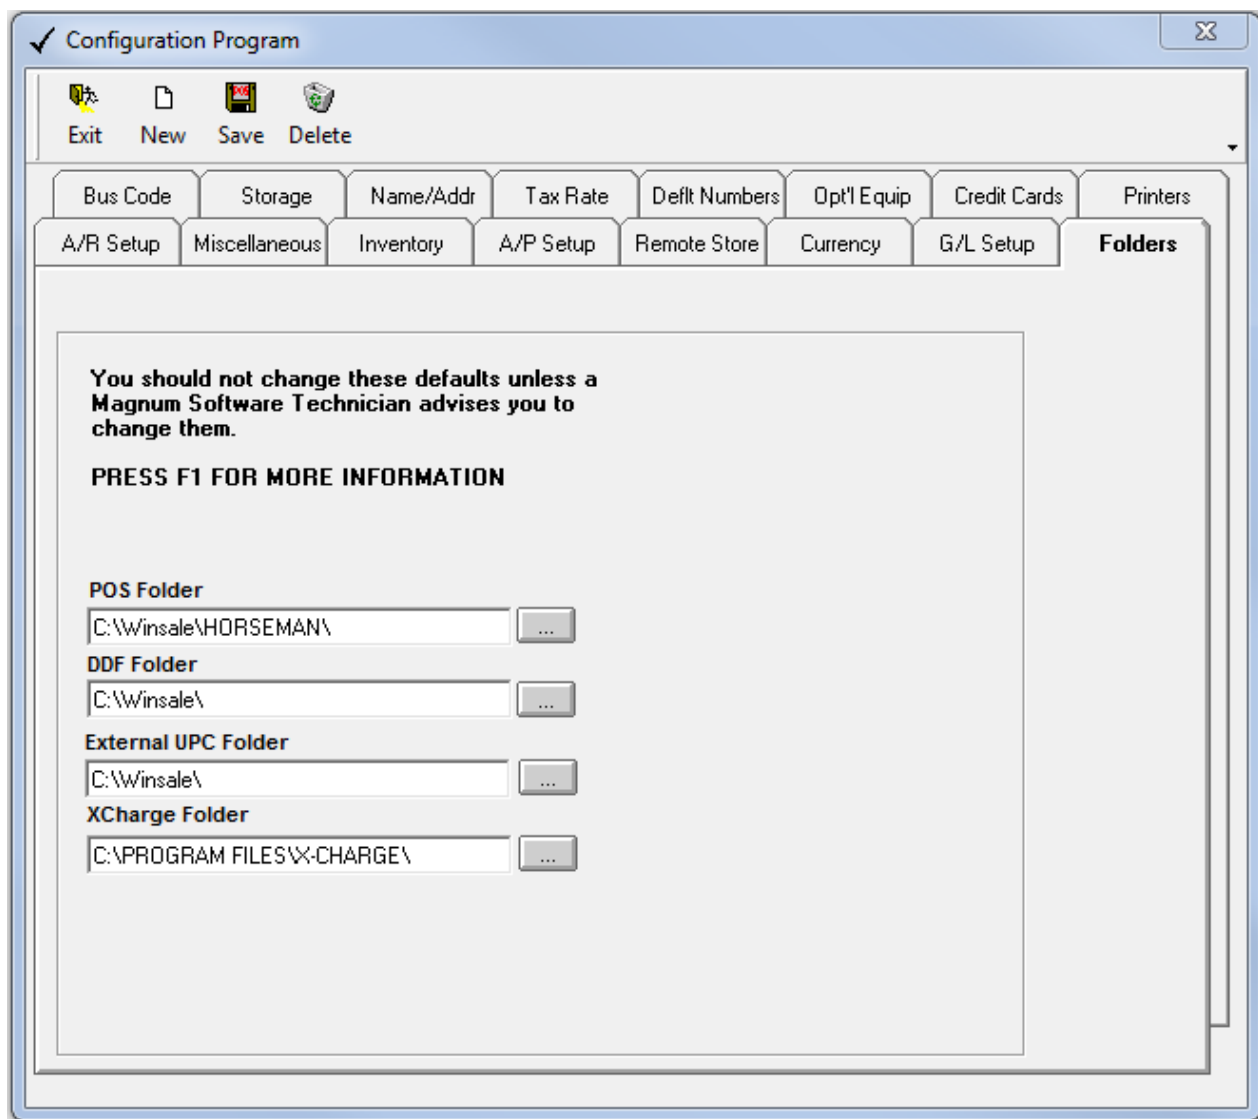 Configuration Program
Exit New Save Delete
Bus Code Storage Name/Addr Tax Rate Deflt Numbers Opt'l Equip Credit Cards Printers
A/R Setup Miscellaneous Inventory A/P Setup Remote Store Currency G/L Setup Folders
You should not change these defaults unless a
Magnum Software Technician advises you to
change them.
PRESS F1 FOR MORE INFORMATION
POS Folder
C:\Winsale\HORSEMAN\ ...
DDF Folder
C:\Winsale\ ...
External UPC Folder
C:\Winsale\ ...
XCharge Folder
C:\PROGRAM FILES\X-CHARGE\ ...